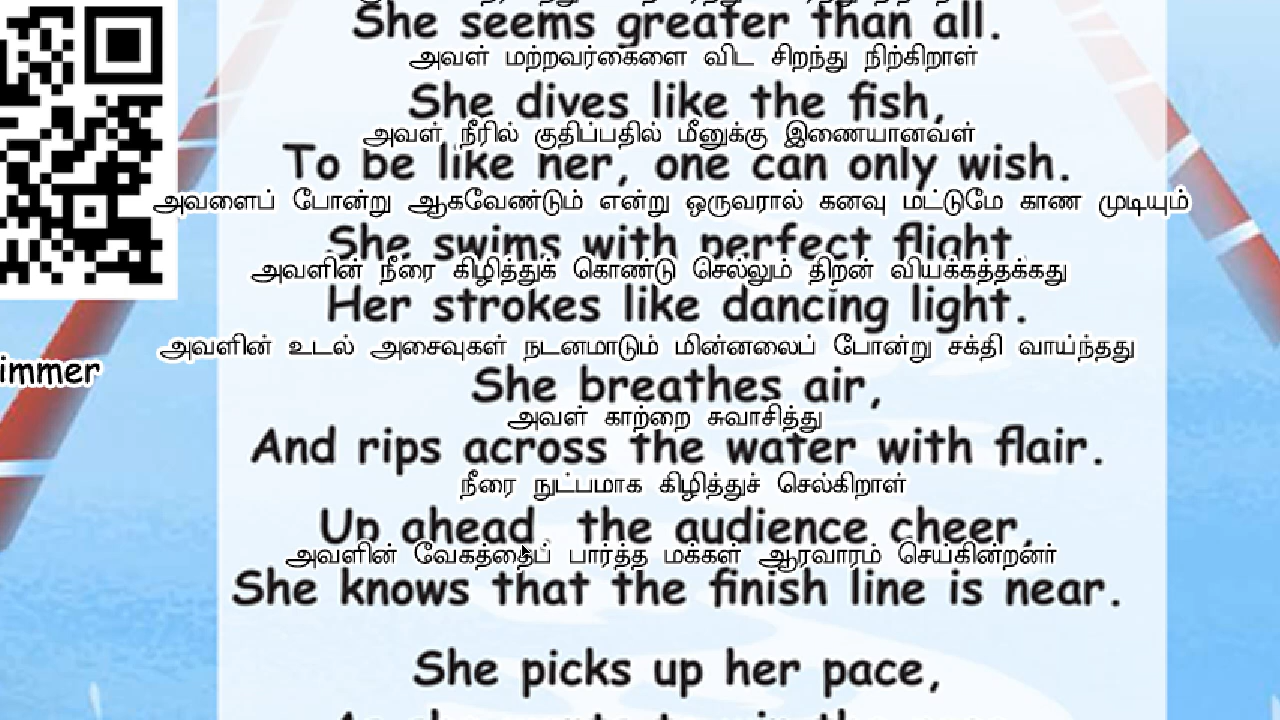 She seems greater than all.
அவள் மற்றவர்களை விட சிறந்து நிற்கிறாள்
She dives like the fish,
அவள் நீரில் குதிப்பதில் மீனுக்கு இணையானவள்
To be like her, one can only wish.
அவளைப் போன்று ஆகவேண்டும் என்று ஒருவரால் கனவு மட்டுமே காண முடியும்
She swims with perfect flight.
அவளின் நீரை கிழித்துக் கொண்டு செல்லும் திறன் வியக்கத்தக்கது
Her strokes like dancing light.
அவளின் உடல் அசைவுகள் நடனமாடும் மின்னலைப் போன்று சக்தி வாய்ந்தது
immer
She breathes air,
அவள் காற்றை சுவாசித்து
And rips across the water with flair.
நீரை நுட்பமாக கிழித்துச் செல்கிறாள்
Up ahead, the audience cheer,
அவளின் வேகத்தைப் பார்த்த மக்கள் ஆரவாரம் செய்கின்றனர்
She knows that the finish line is near.
She picks up her pace,